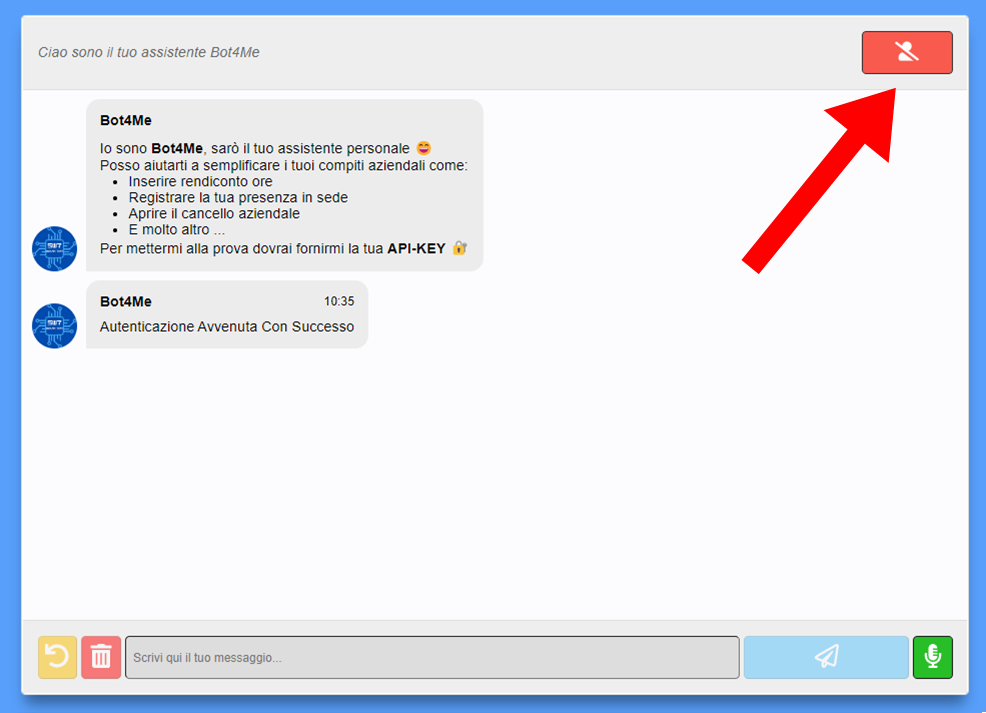 Ciao sono il tuo assistente Bot4Me
Bot4Me
Io sono Bot4Me, sarò il tuo assistente personale 😄
Posso aiutarti a semplificare i tuoi compiti aziendali come:
• Inserire rendiconto ore
• Registrare la tua presenza in sede
• Aprire il cancello aziendale
• E molto altro ...
Per mettermi alla prova dovrai fornirmi la tua API-KEY 🔐
Bot4Me 10:35
Autenticazione Avvenuta Con Successo
Scrivi qui il tuo messaggio...